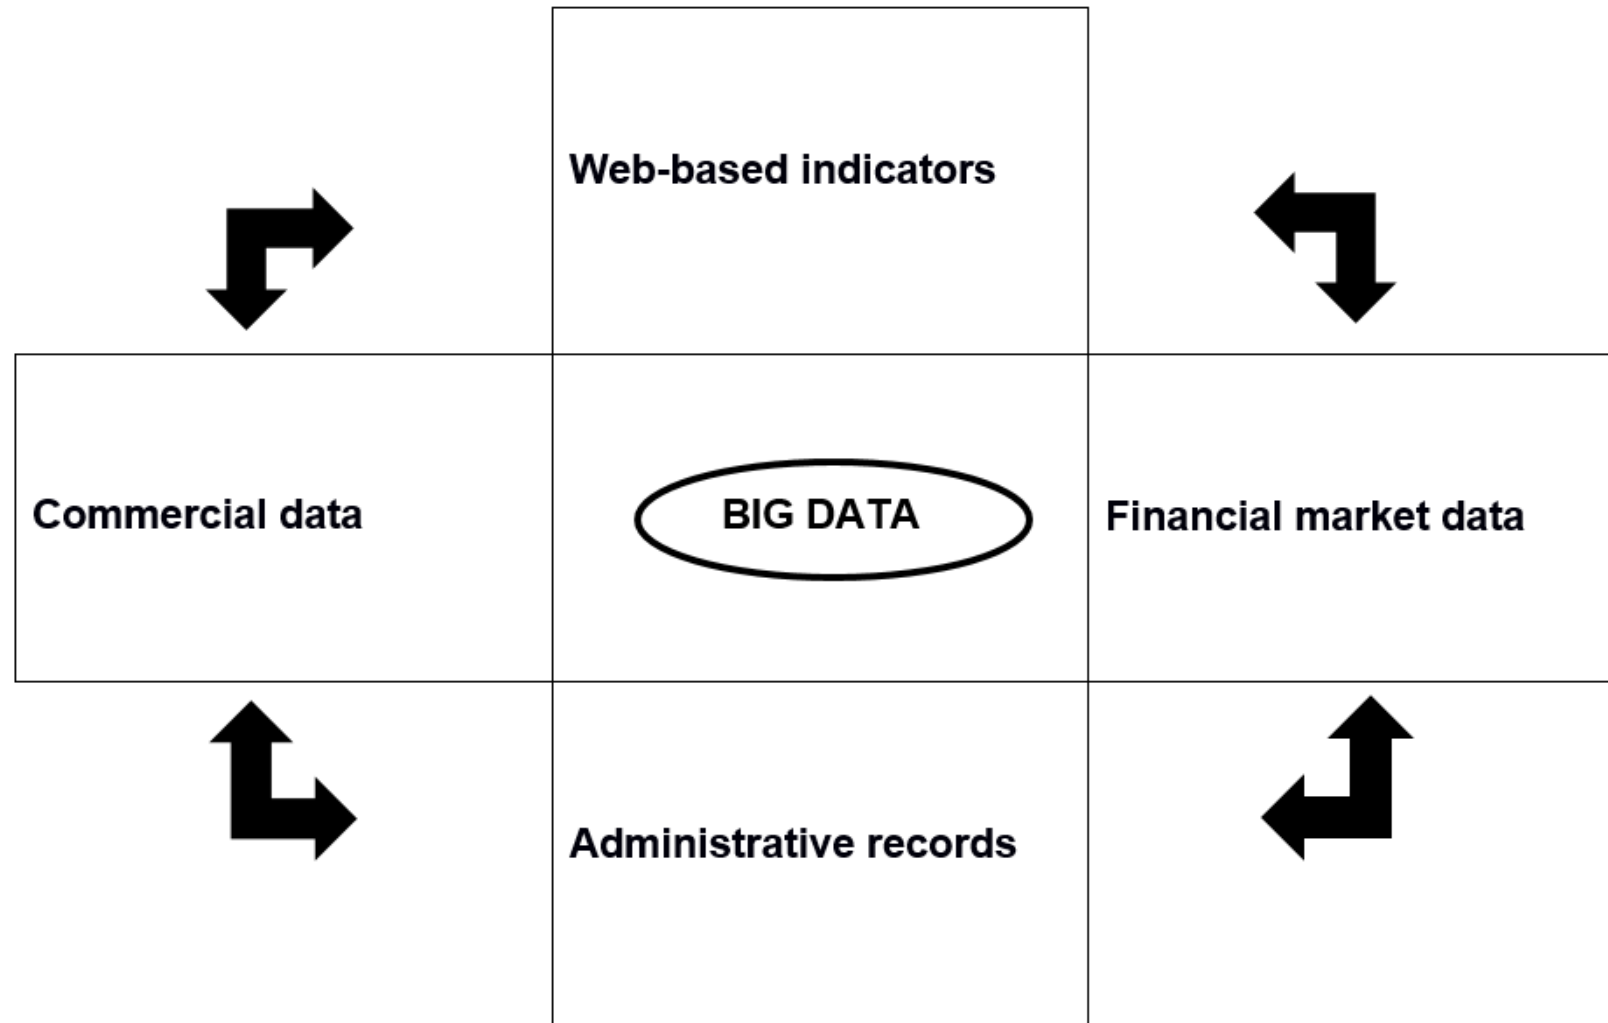 Web-based indicators
Commercial data
BIG DATA
Financial market data
Administrative records